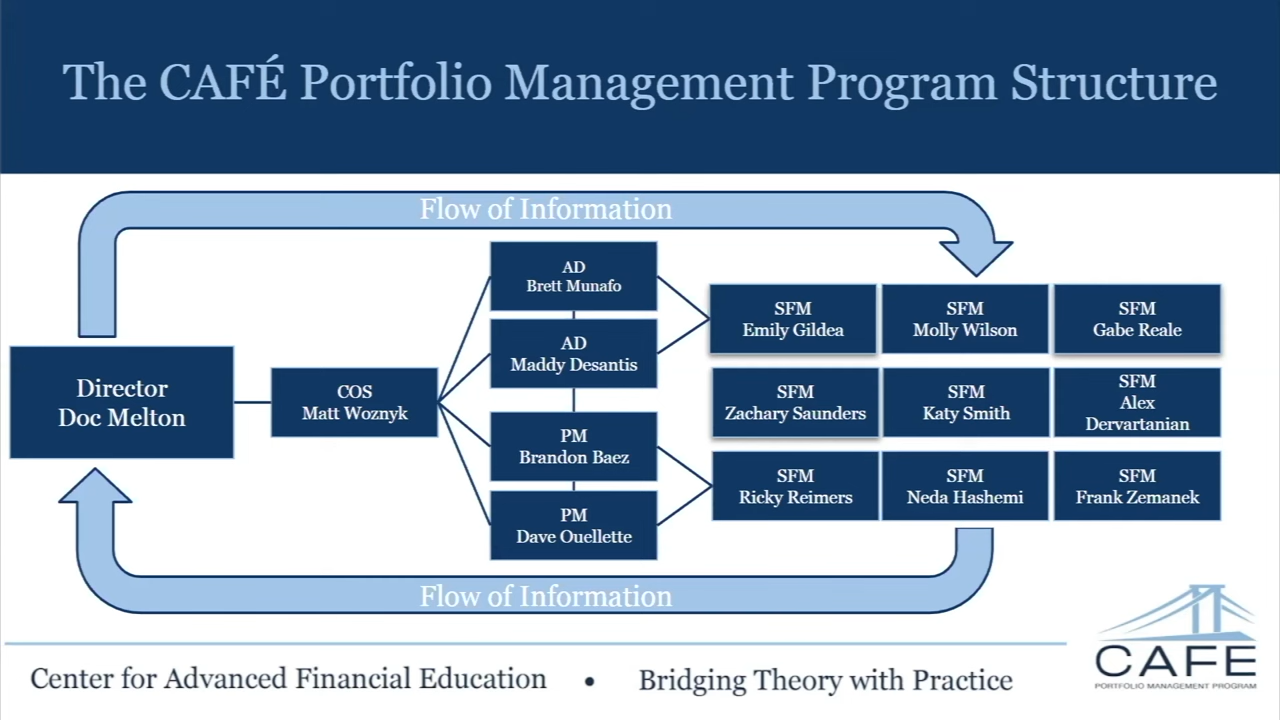 The CAFÉ Portfolio Management Program Structure
Flow of Information
AD
Brett Munafo
AD
Maddy Desantis
PM
Brandon Baez
PM
Dave Ouellette
Director
Doc Melton
COS
Matt Woznyk
SFM
Emily Gildea
SFM
Molly Wilson
SFM
Gabe Reale
SFM
Zachary Saunders
SFM
Katy Smith
SFM
Alex
Dervartanian
SFM
Ricky Reimers
SFM
Neda Hashemi
SFM
Frank Zemanek
Flow of Information
Center for Advanced Financial Education • Bridging Theory with Practice
CAFE
PORTFOLIO MANAGEMENT PROGRAM